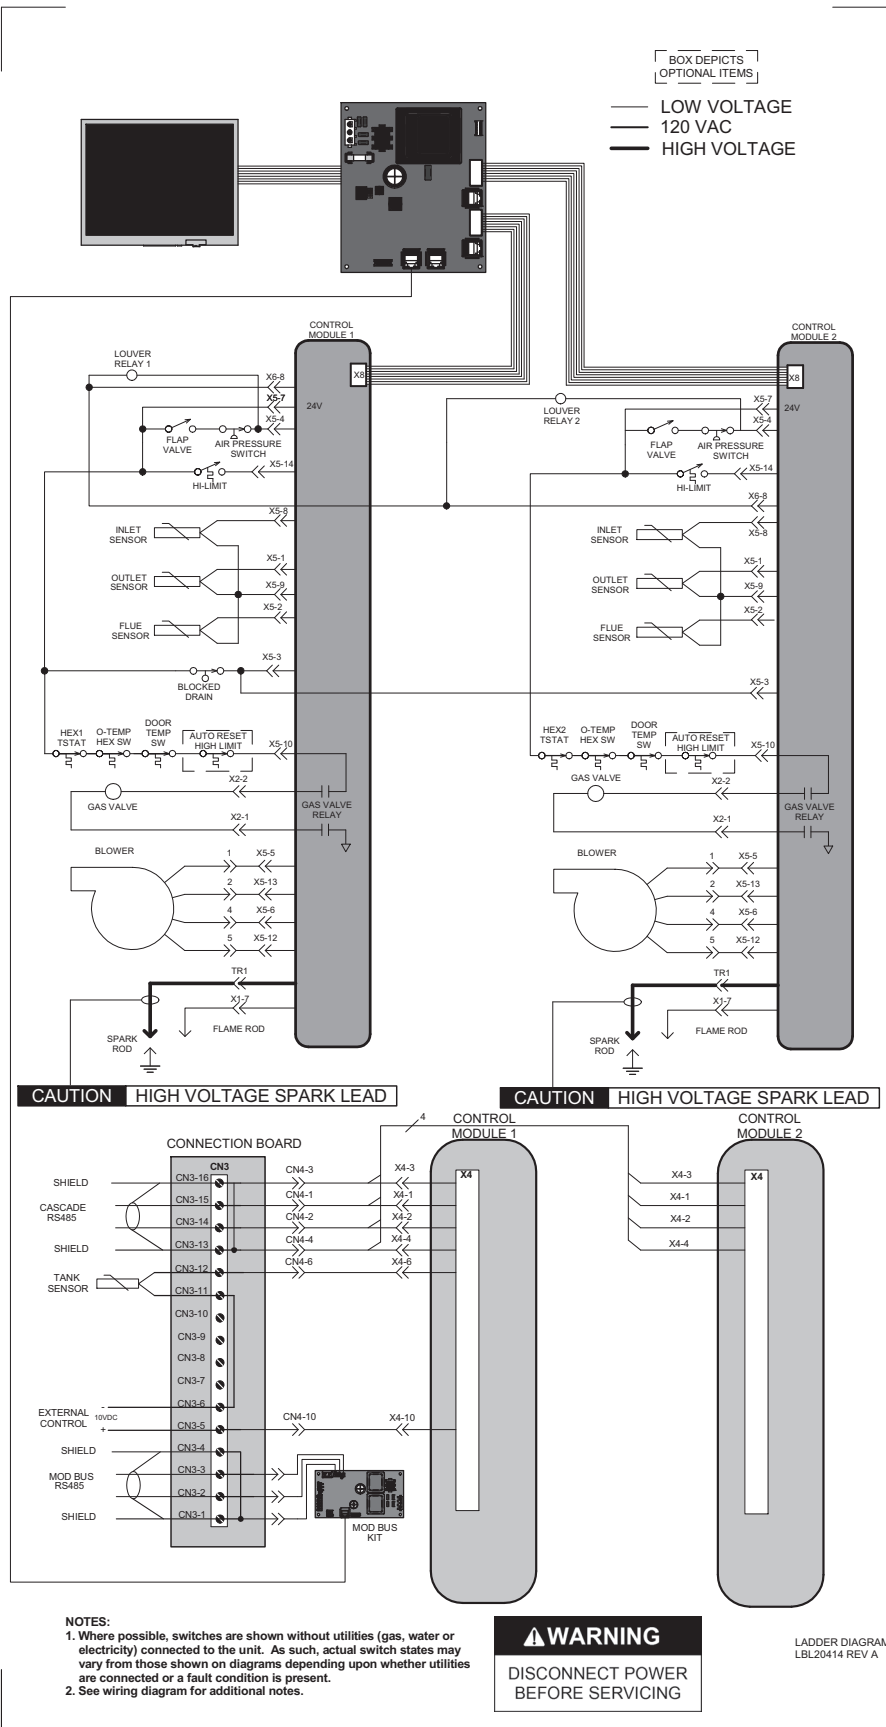 BOX DEPICTS
OPTIONAL ITEMS
LOW VOLTAGE
120 VAC
HIGH VOLTAGE
CONTROL
MODULE 1
LOUVER
RELAY 1
X8
X6-8
X5-7
24V
X5-4
FLAP
VALVE
AIR PRESSURE
SWITCH
X5-14
HI-LIMIT
X5-8
INLET
SENSOR
X5-1
OUTLET
SENSOR
X5-9
X5-2
FLUE
SENSOR
X5-3
BLOCKED
DRAIN
HEX1
TSTAT
O-TEMP
HEX SW
DOOR
TEMP
SW
AUTO RESET
HIGH LIMIT
X5-10
X2-2
GAS VALVE
GAS VALVE
RELAY
X2-1
BLOWER
1 X5-5
2 X5-13
4 X5-6
5 X5-12
TR1
X1-7
FLAME ROD
SPARK
ROD
CAUTION HIGH VOLTAGE SPARK LEAD
CONTROL
MODULE 2
X8
LOUVER
RELAY 2
X5-7
24V
X5-4
FLAP
VALVE
AIR PRESSURE
SWITCH
X5-14
HI-LIMIT
X6-8
X5-8
INLET
SENSOR
X5-1
OUTLET
SENSOR
X5-9
X5-2
FLUE
SENSOR
X5-3
HEX2
TSTAT
O-TEMP
HEX SW
DOOR
TEMP
SW
AUTO RESET
HIGH LIMIT
X5-10
GAS VALVE
X2-2
GAS VALVE
RELAY
X2-1
BLOWER
1 X5-5
2 X5-13
4 X5-6
5 X5-12
TR1
X1-7
FLAME ROD
SPARK
ROD
CAUTION HIGH VOLTAGE SPARK LEAD
4
CONTROL
MODULE 1
CONTROL
MODULE 2
CONNECTION BOARD
CN3
X4
X4
SHIELD CN3-16 CN4-3 X4-3 X4-3
CASCADE
RS485
CN3-15 CN4-1 X4-1 X4-1
CN3-14 CN4-2 X4-2 X4-2
SHIELD CN3-13 CN4-4 X4-4 X4-4
TANK
SENSOR
CN3-12 CN4-6 X4-6
CN3-11
CN3-10
CN3-9
CN3-8
CN3-7
EXTERNAL
CONTROL
10VDC
-
+
CN3-6
CN3-5 CN4-10 X4-10
SHIELD CN3-4
MOD BUS
RS485
CN3-3
CN3-2
SHIELD CN3-1
MOD BUS
KIT
NOTES:
1. Where possible, switches are shown without utilities (gas, water or
electricity) connected to the unit. As such, actual switch states may
vary from those shown on diagrams depending upon whether utilities
are connected or a fault condition is present.
2. See wiring diagram for additional notes.
WARNING
DISCONNECT POWER
BEFORE SERVICING
LADDER DIAGRAM
LBL20414 REV A